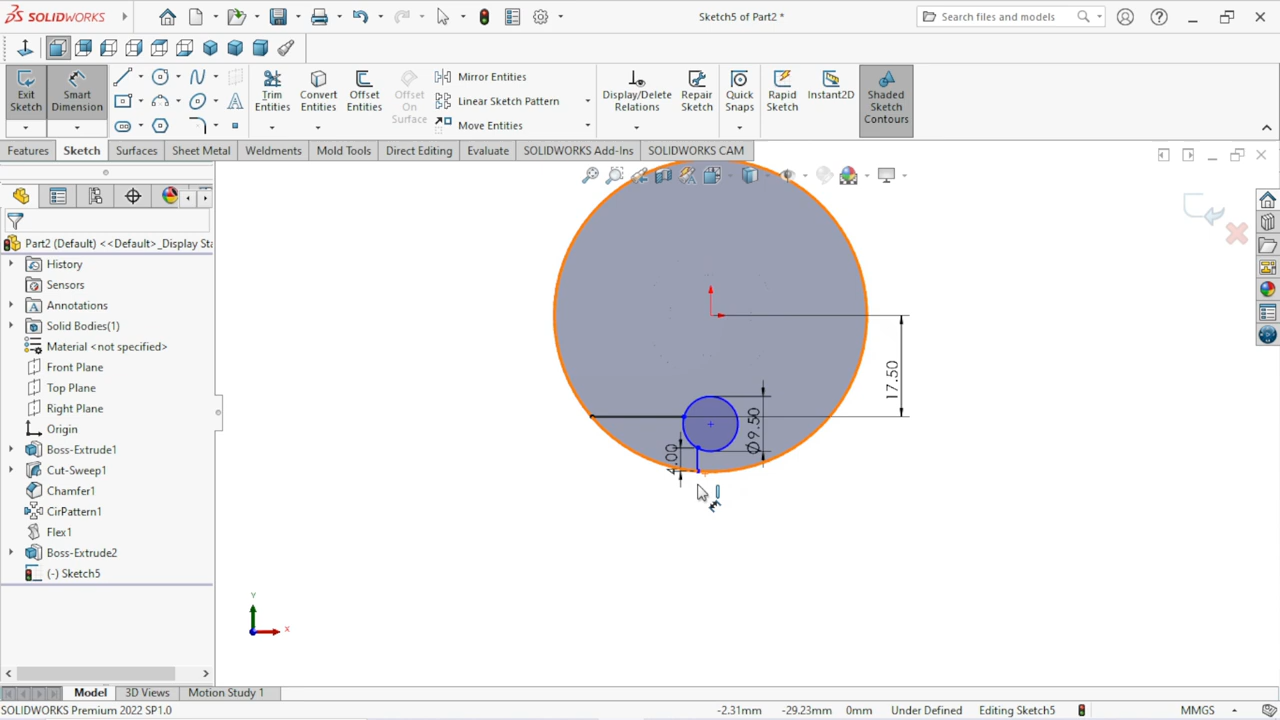 SOLIDWORKS
Sketch5 of Part2 *
Search files and models
Exit Sketch
Smart Dimension
Trim Entities
Convert Entities
Offset Entities
Offset On Surface
Mirror Entities
Linear Sketch Pattern
Move Entities
Display/Delete Relations
Repair Sketch
Quick Snaps
Rapid Sketch
Instant2D
Shaded Sketch Contours
Features
Sketch
Surfaces
Sheet Metal
Weldments
Mold Tools
Direct Editing
Evaluate
SOLIDWORKS Add-Ins
SOLIDWORKS CAM
Part2 (Default) <<Default>_Display Sta
History
Sensors
Annotations
Solid Bodies(1)
Material <not specified>
Front Plane
Top Plane
Right Plane
Origin
Boss-Extrude1
Cut-Sweep1
Chamfer1
CirPattern1
Flex1
Boss-Extrude2
(-) Sketch5
17.50
Ø9.50
4.00
Y
X
Model
3D Views
Motion Study 1
SOLIDWORKS Premium 2022 SP1.0
-2.31mm
-29.23mm
0mm
Under Defined
Editing Sketch5
MMGS